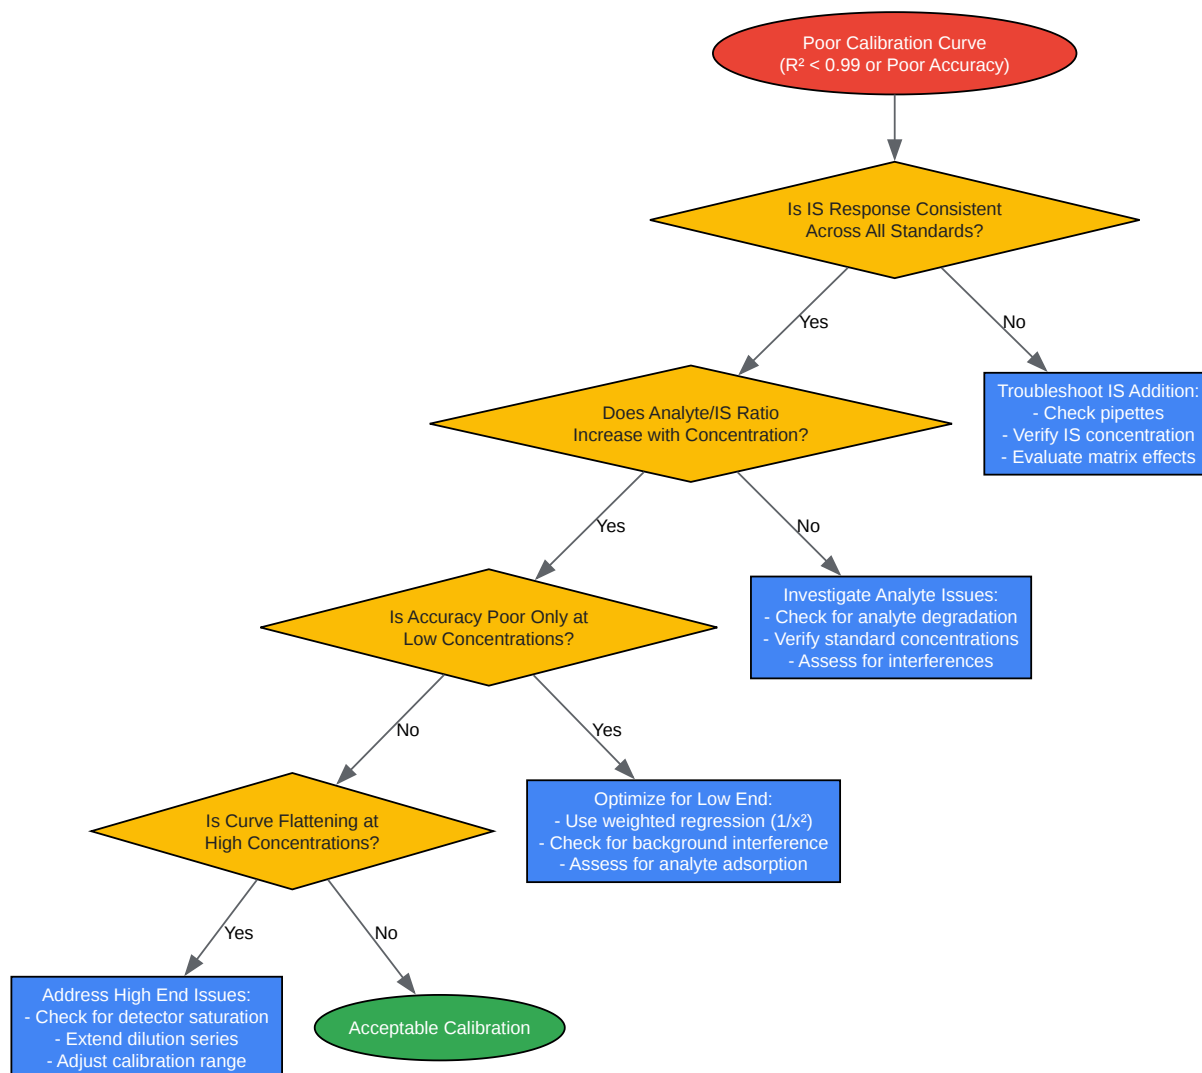 Poor Calibration Curve
(R² < 0.99 or Poor Accuracy)
Is IS Response Consistent
Across All Standards?
Yes
No
Does Analyte/IS Ratio
Increase with Concentration?
Troubleshoot IS Addition:
- Check pipettes
- Verify IS concentration
- Evaluate matrix effects
Yes
No
Is Accuracy Poor Only at
Low Concentrations?
Investigate Analyte Issues:
- Check for analyte degradation
- Verify standard concentrations
- Assess for interferences
No
Yes
Is Curve Flattening at
High Concentrations?
Optimize for Low End:
- Use weighted regression (1/x²)
- Check for background interference
- Assess for analyte adsorption
Yes
No
Address High End Issues:
- Check for detector saturation
- Extend dilution series
- Adjust calibration range
Acceptable Calibration